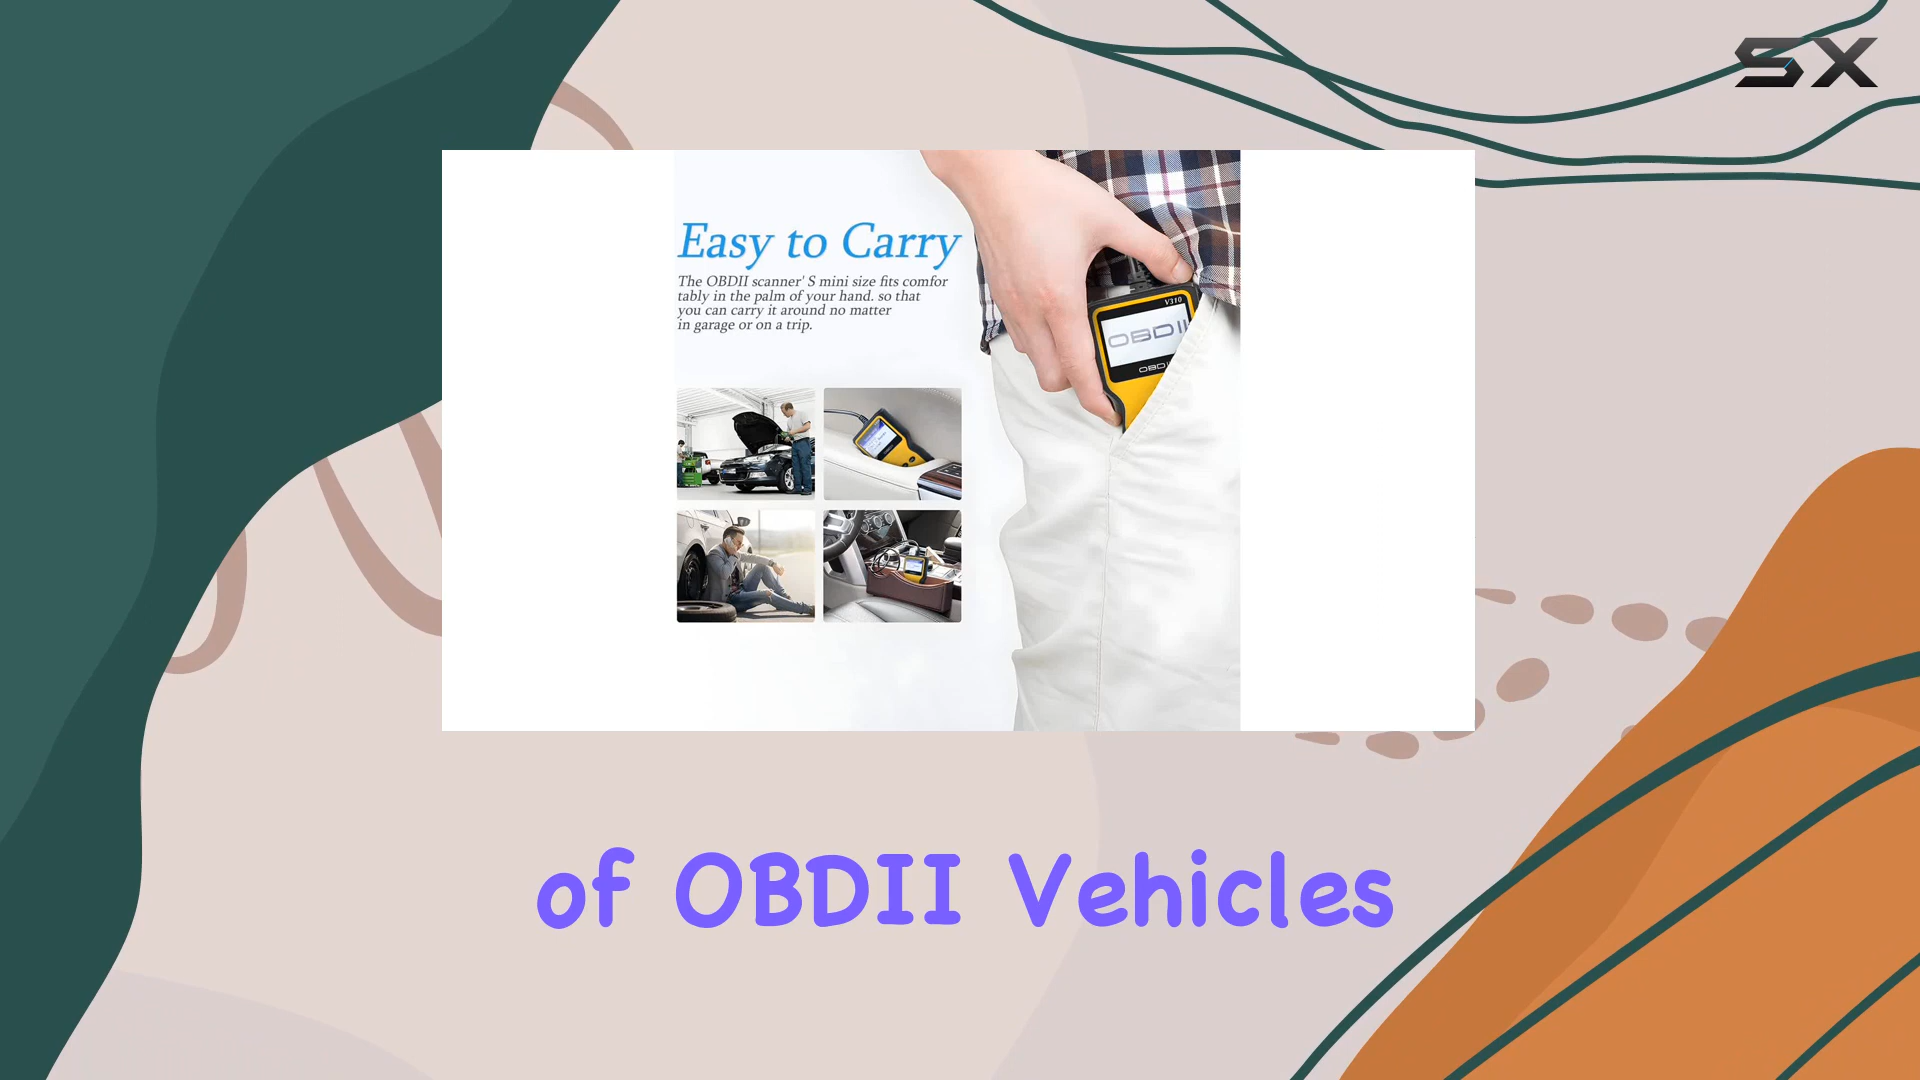 SX
Easy to Carry
The OBDII scanner' S mini size fits comfor
tably in the palm of your hand. so that
you can carry it around no matter
in garage or on a trip.
V310
OBDII
of OBDII Vehicles